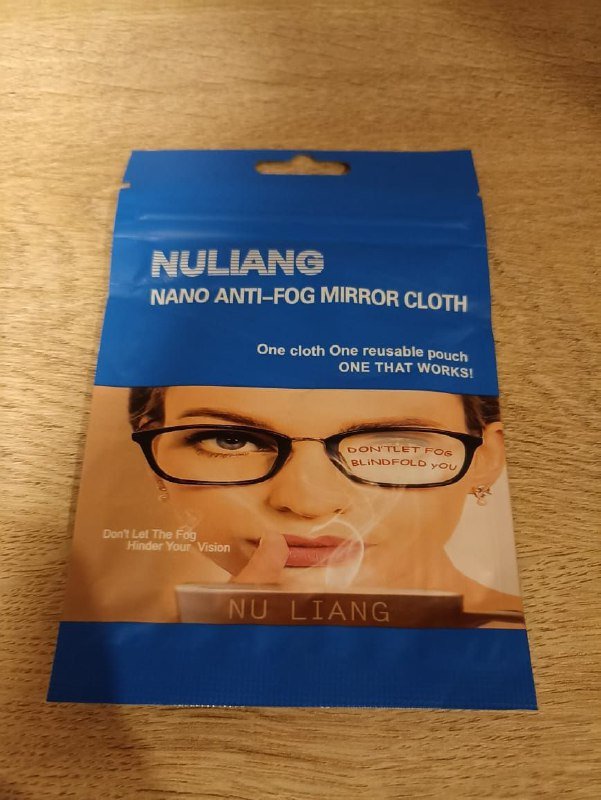 NULIANG
NANO ANTI-FOG MIRROR CLOTH
One cloth One reusable pouch
ONE THAT WORKS!
DON'TLET FOG
BLiNDFOLD yOU
Don't Let The Fog
Hinder Your Vision
NU LIANG